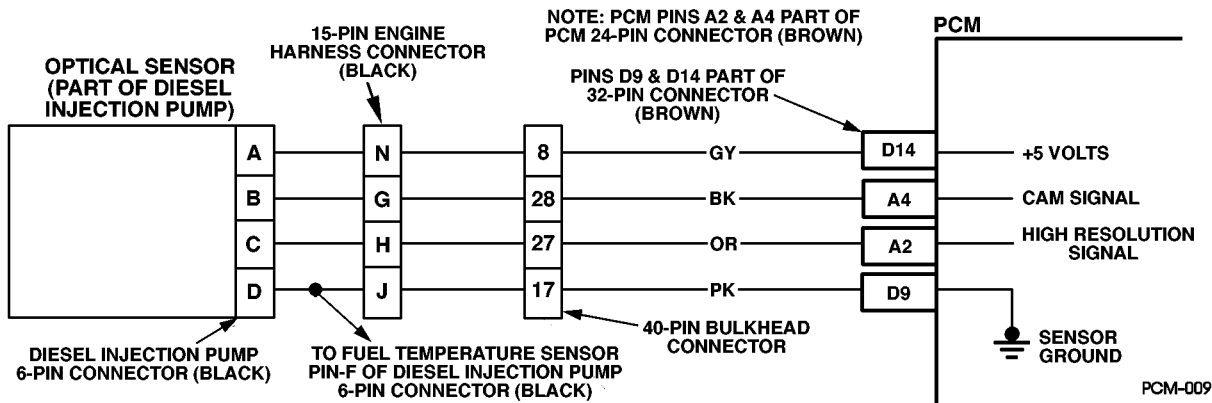 NOTE: PCM PINS A2 & A4 PART OF
PCM 24-PIN CONNECTOR (BROWN)
PCM
15-PIN ENGINE
HARNESS CONNECTOR
(BLACK)
OPTICAL SENSOR
(PART OF DIESEL
INJECTION PUMP)
PINS D9 & D14 PART OF
32-PIN CONNECTOR
(BROWN)
A N 8 GY D14 +5 VOLTS
B G 28 BK A4 CAM SIGNAL
C H 27 OR A2 HIGH RESOLUTION
SIGNAL
D J 17 PK D9
SENSOR
GROUND
40-PIN BULKHEAD
CONNECTOR
DIESEL INJECTION PUMP
6-PIN CONNECTOR (BLACK)
TO FUEL TEMPERATURE SENSOR
PIN-F OF DIESEL INJECTION PUMP
6-PIN CONNECTOR (BLACK)
PCM-009